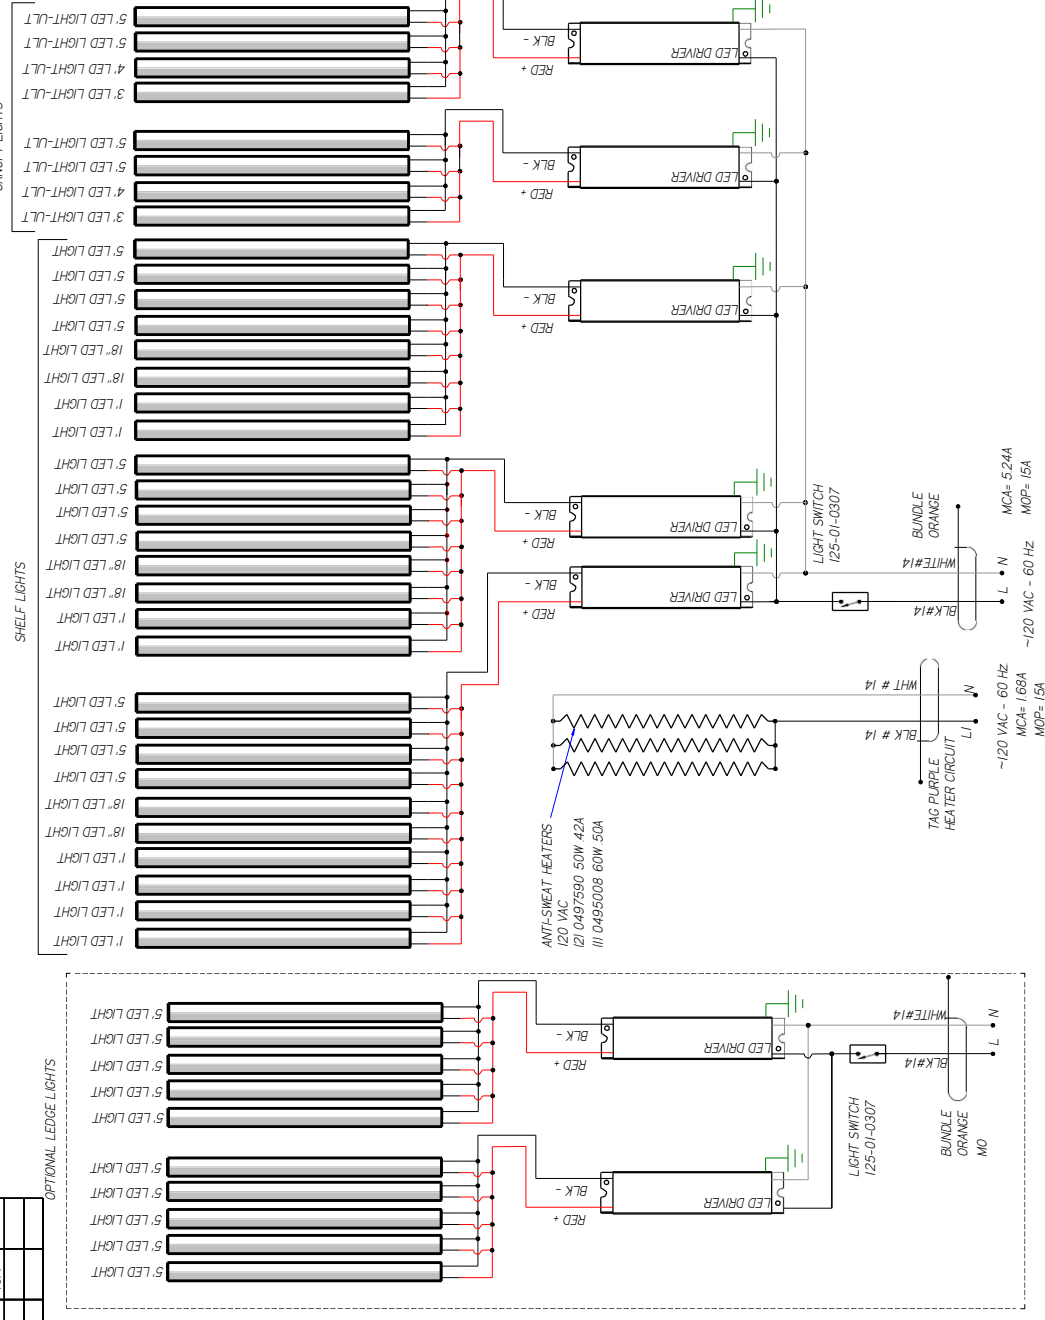 5' LED LIGHT-ULT
5' LED LIGHT-ULT
4' LED LIGHT-ULT
3' LED LIGHT-ULT
BLK -
RED +
LED DRIVER
5' LED LIGHT-ULT
5' LED LIGHT-ULT
4' LED LIGHT-ULT
3' LED LIGHT-ULT
BLK -
RED +
LED DRIVER
SHELF LIGHTS
5' LED LIGHT
5' LED LIGHT
5' LED LIGHT
5' LED LIGHT
18" LED LIGHT
18" LED LIGHT
1' LED LIGHT
1' LED LIGHT
BLK -
RED +
LED DRIVER
5' LED LIGHT
5' LED LIGHT
5' LED LIGHT
5' LED LIGHT
18" LED LIGHT
18" LED LIGHT
1' LED LIGHT
1' LED LIGHT
BLK -
RED +
LED DRIVER
BLK -
RED +
LED DRIVER
LIGHT SWITCH
125-01-0307
BUNDLE
ORANGE
WHITE#14
BLK#14
N
L
MCA= 5.24A
MOP= 15A
~120 VAC - 60 Hz
5' LED LIGHT
5' LED LIGHT
5' LED LIGHT
5' LED LIGHT
18" LED LIGHT
18" LED LIGHT
1' LED LIGHT
1' LED LIGHT
1' LED LIGHT
1' LED LIGHT
WHT # 14
BLK # 14
N
L1
~120 VAC - 60 Hz
MCA= 1.68A
MOP= 15A
TAG PURPLE
HEATER CIRCUIT
ANTI-SWEAT HEATERS
120 VAC
(2) 0497590 50W .42A
(1) 0495008 60W .50A
OPTIONAL LEDGE LIGHTS
5' LED LIGHT
5' LED LIGHT
5' LED LIGHT
5' LED LIGHT
5' LED LIGHT
BLK -
RED +
LED DRIVER
WHITE#14
BLK#14
N
L
LIGHT SWITCH
125-01-0307
BUNDLE
ORANGE
MO
5' LED LIGHT
5' LED LIGHT
5' LED LIGHT
5' LED LIGHT
5' LED LIGHT
BLK -
RED +
LED DRIVER